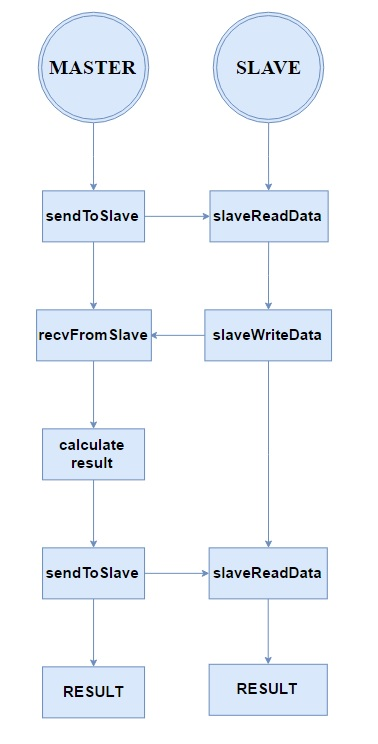 MASTER
SLAVE
sendToSlave
slaveReadData
recvFromSlave
slaveWriteData
calculate
result
sendToSlave
slaveReadData
RESULT
RESULT